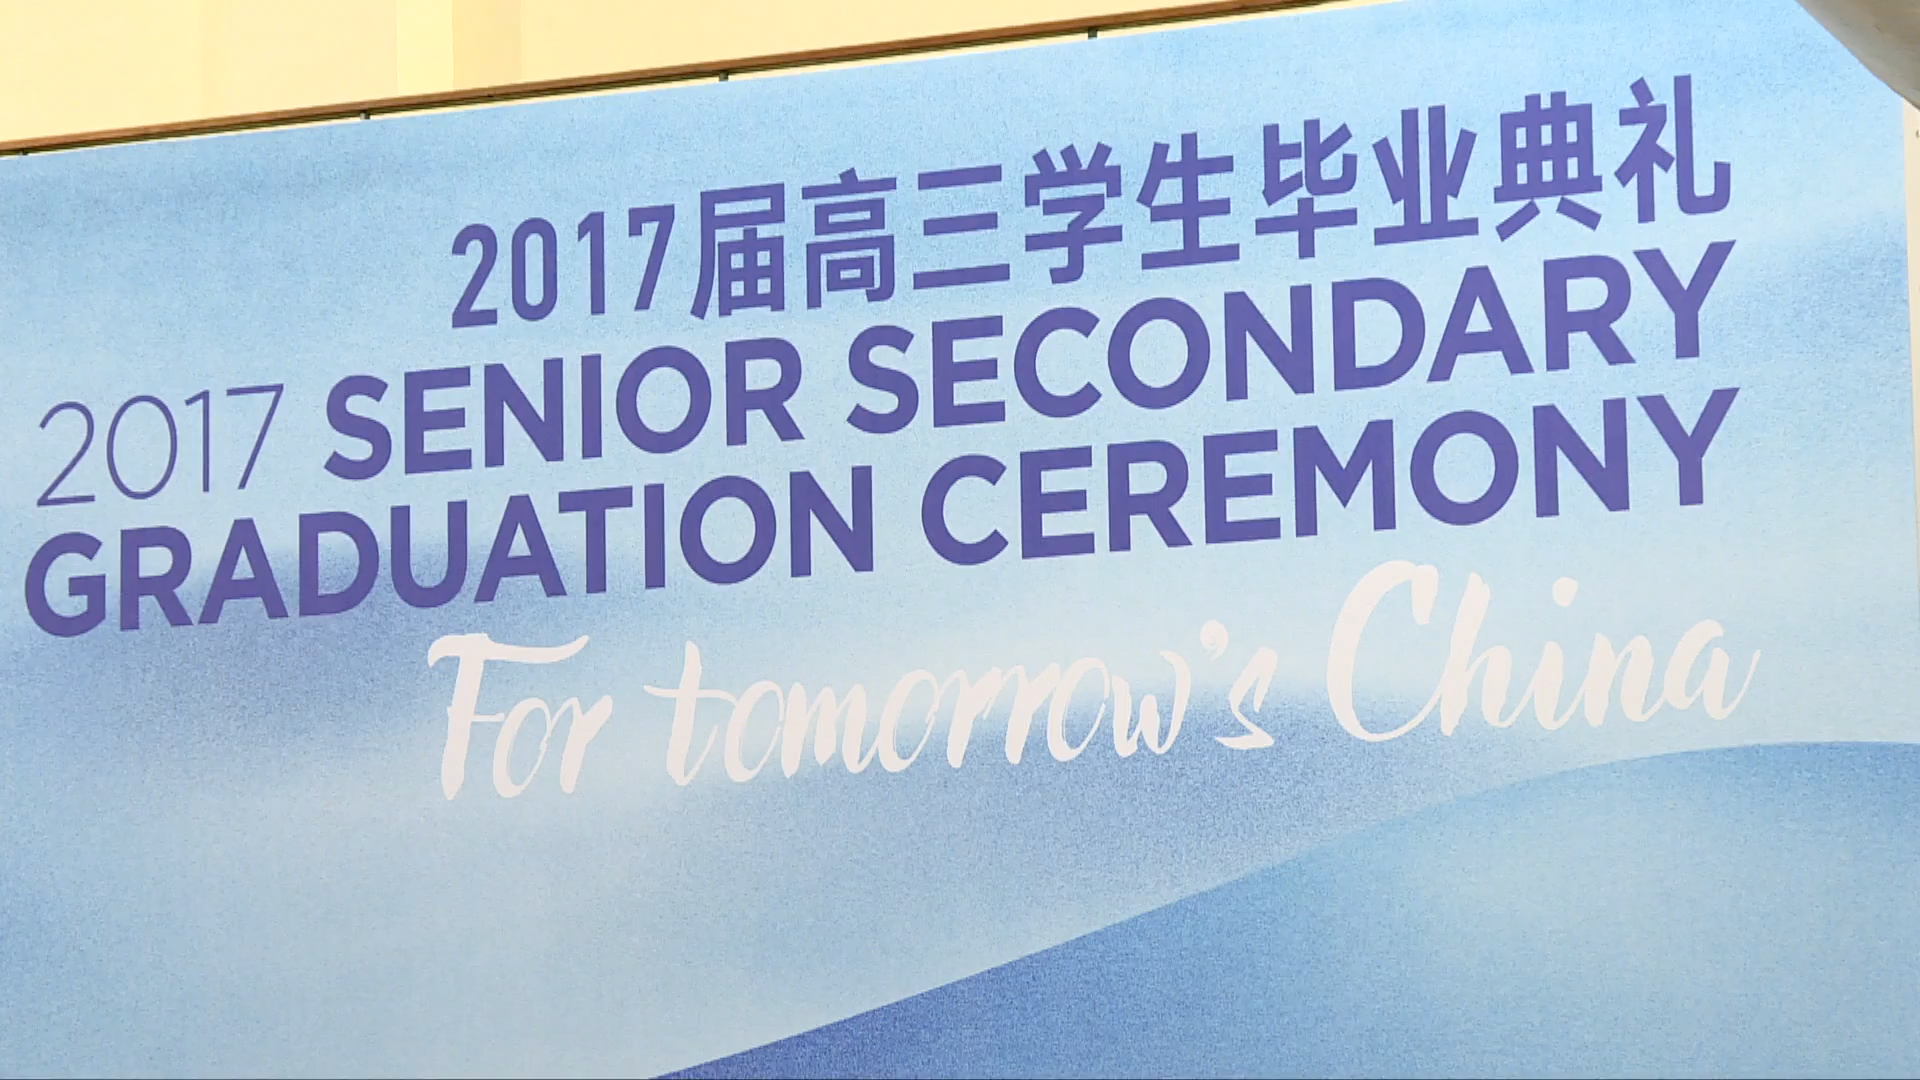 2017届高三学生毕业典礼
2017 SENIOR SECONDARY
GRADUATION CEREMONY
For tomorrow's China